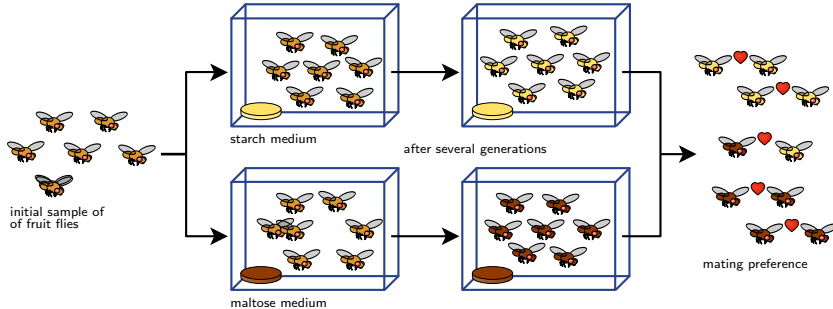 starch medium
after several generations
initial sample of
of fruit flies
mating preference
maltose medium